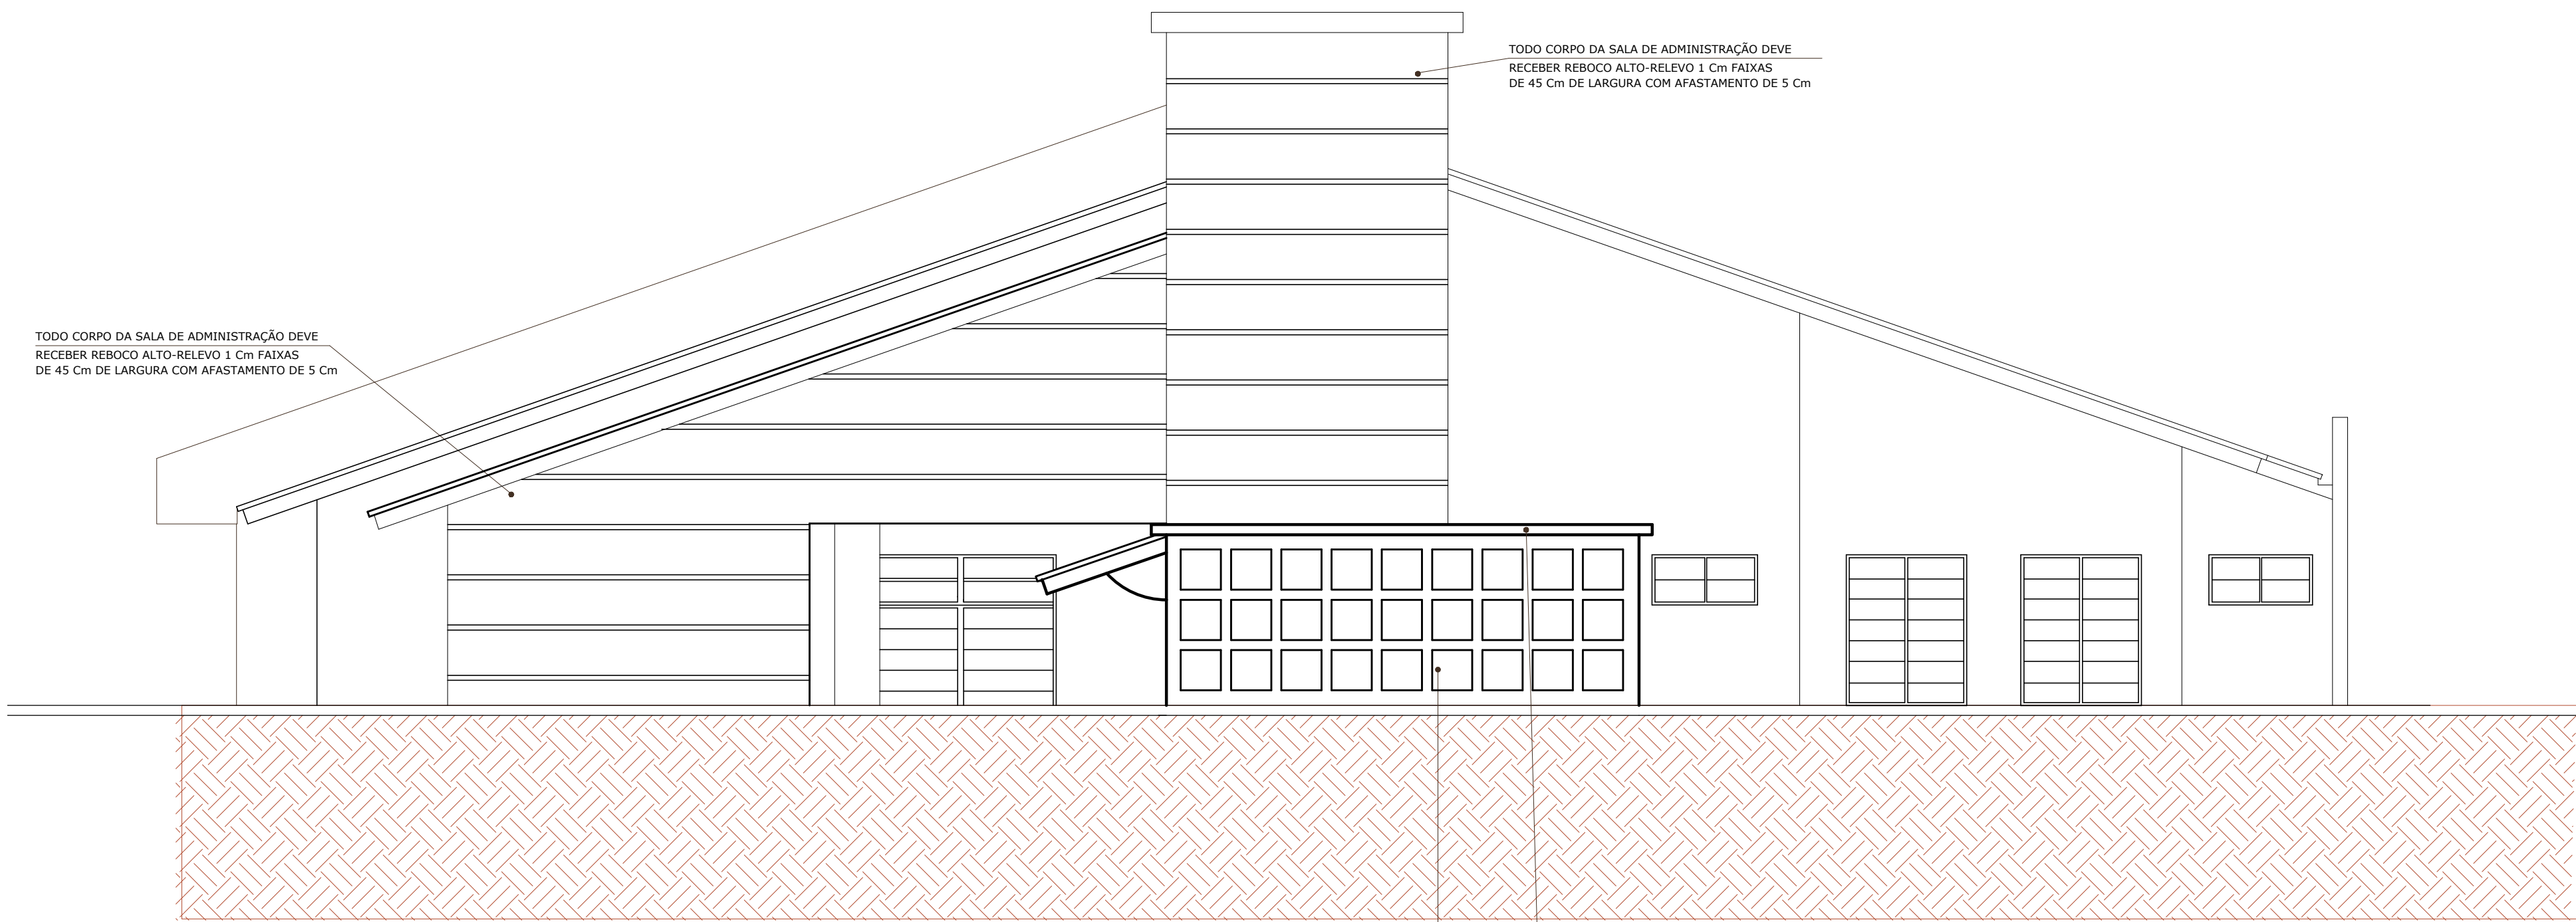 TODO CORPO DA SALA DE ADMINISTRAÇÃO DEVE
RECEBER REBOCO ALTO-RELEVO 1 Cm FAIXAS
DE 45 Cm DE LARGURA COM AFASTAMENTO DE 5 Cm
TODO CORPO DA SALA DE ADMINISTRAÇÃO DEVE
RECEBER REBOCO ALTO-RELEVO 1 Cm FAIXAS
DE 45 Cm DE LARGURA COM AFASTAMENTO DE 5 Cm